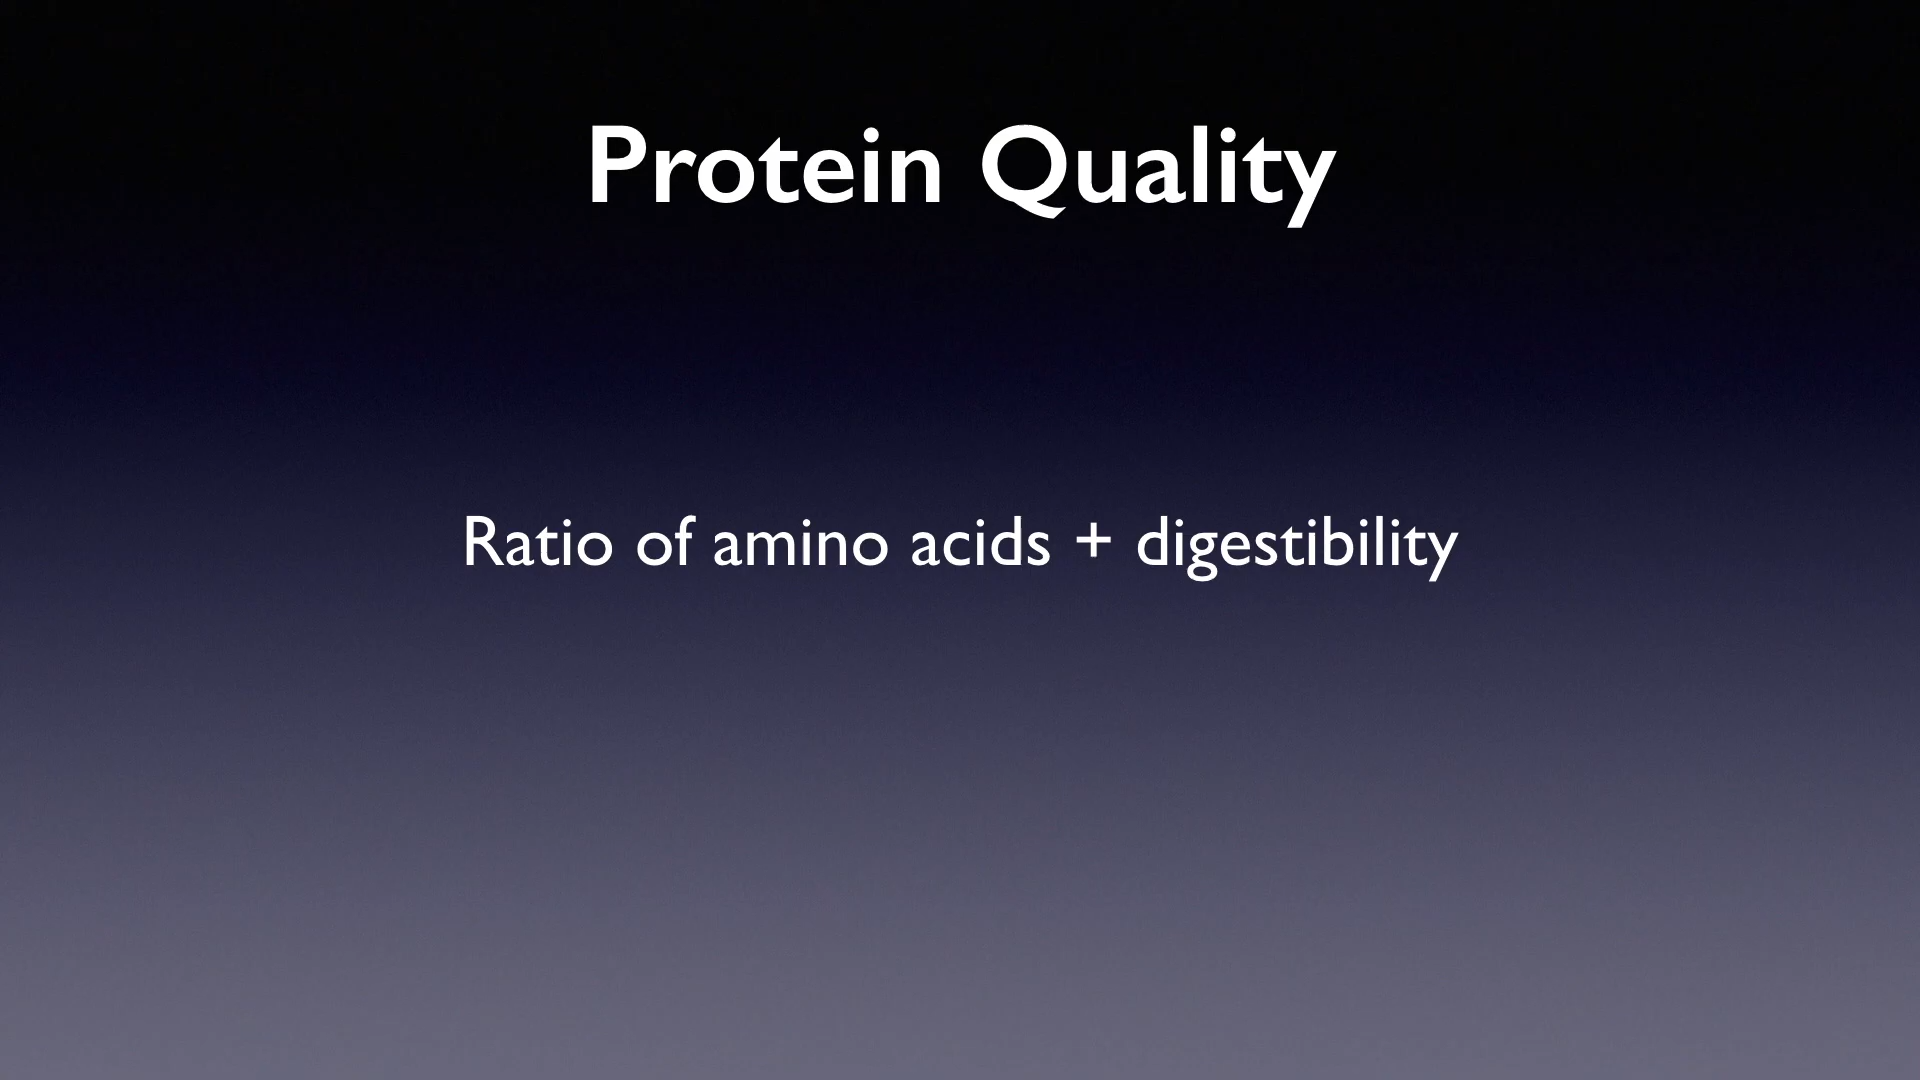 Protein Quality
Ratio of amino acids + digestibility